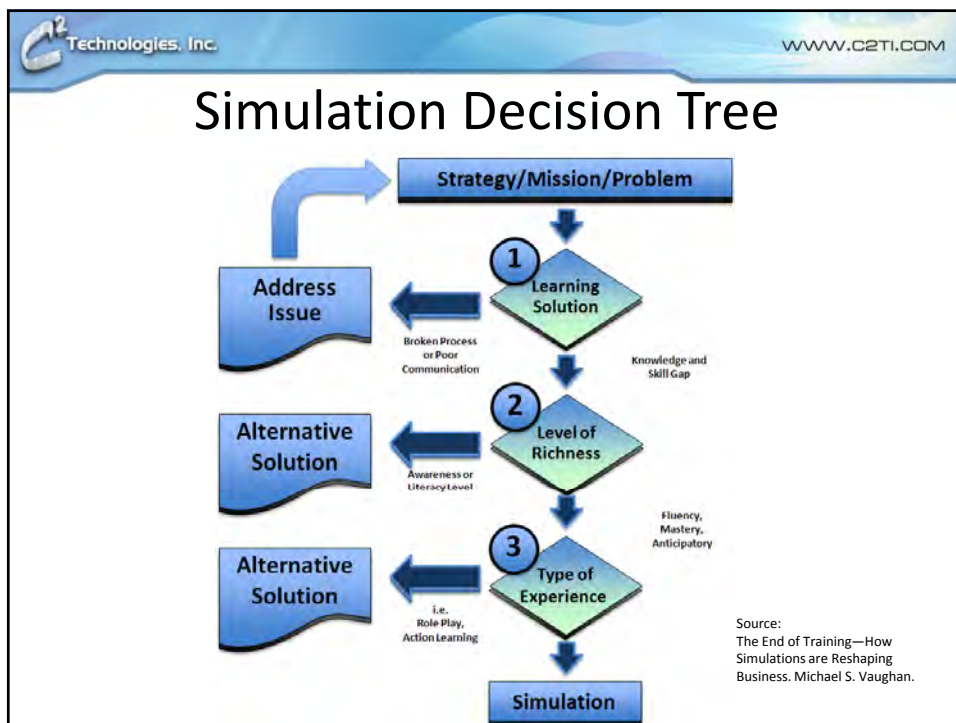 C2 Technologies, Inc.
WWW.C2TI.COM
Simulation Decision Tree
Strategy/Mission/Problem
1
Learning
Solution
Address
Issue
Broken Process
or Poor
Communication
Knowledge and
Skill Gap
2
Level of
Richness
Alternative
Solution
Awareness or
Literacy Level
Fluency,
Mastery,
Anticipatory
3
Type of
Experience
Alternative
Solution
i.e.
Role Play,
Action Learning
Simulation
Source:
The End of Training—How
Simulations are Reshaping
Business. Michael S. Vaughan.